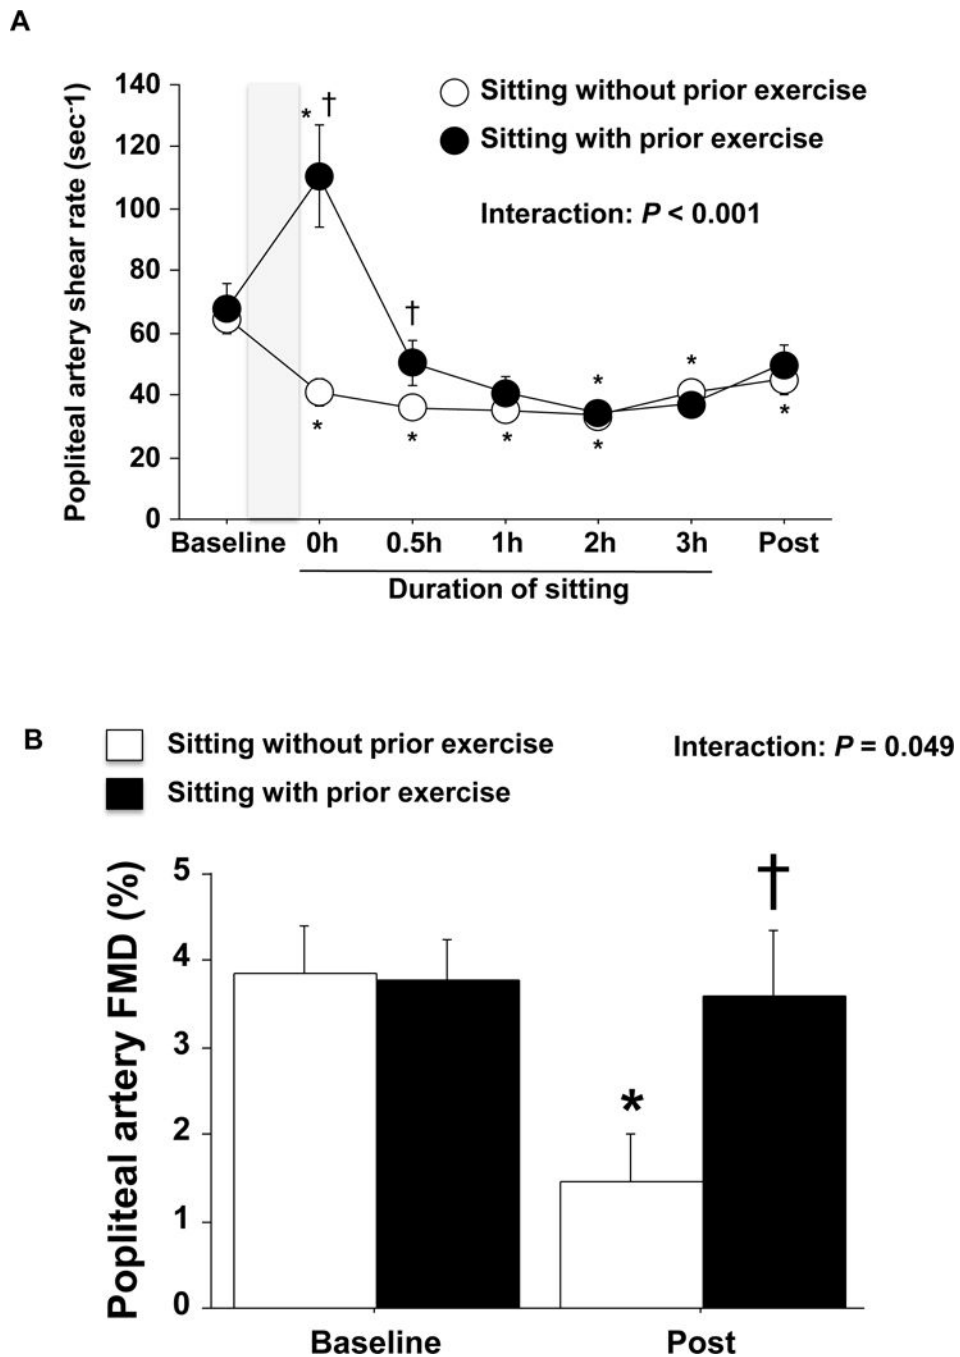 A
Popliteal artery shear rate (sec-1)
140
120
100
80
60
40
20
0
Sitting without prior exercise
Sitting with prior exercise
Interaction: P < 0.001
* †
†
*
*
*
*
*
*
*
Baseline 0h 0.5h 1h 2h 3h Post
Duration of sitting
B
Sitting without prior exercise
Sitting with prior exercise
Interaction: P = 0.049
Popliteal artery FMD (%)
5
4
3
2
1
0
†
*
Baseline Post